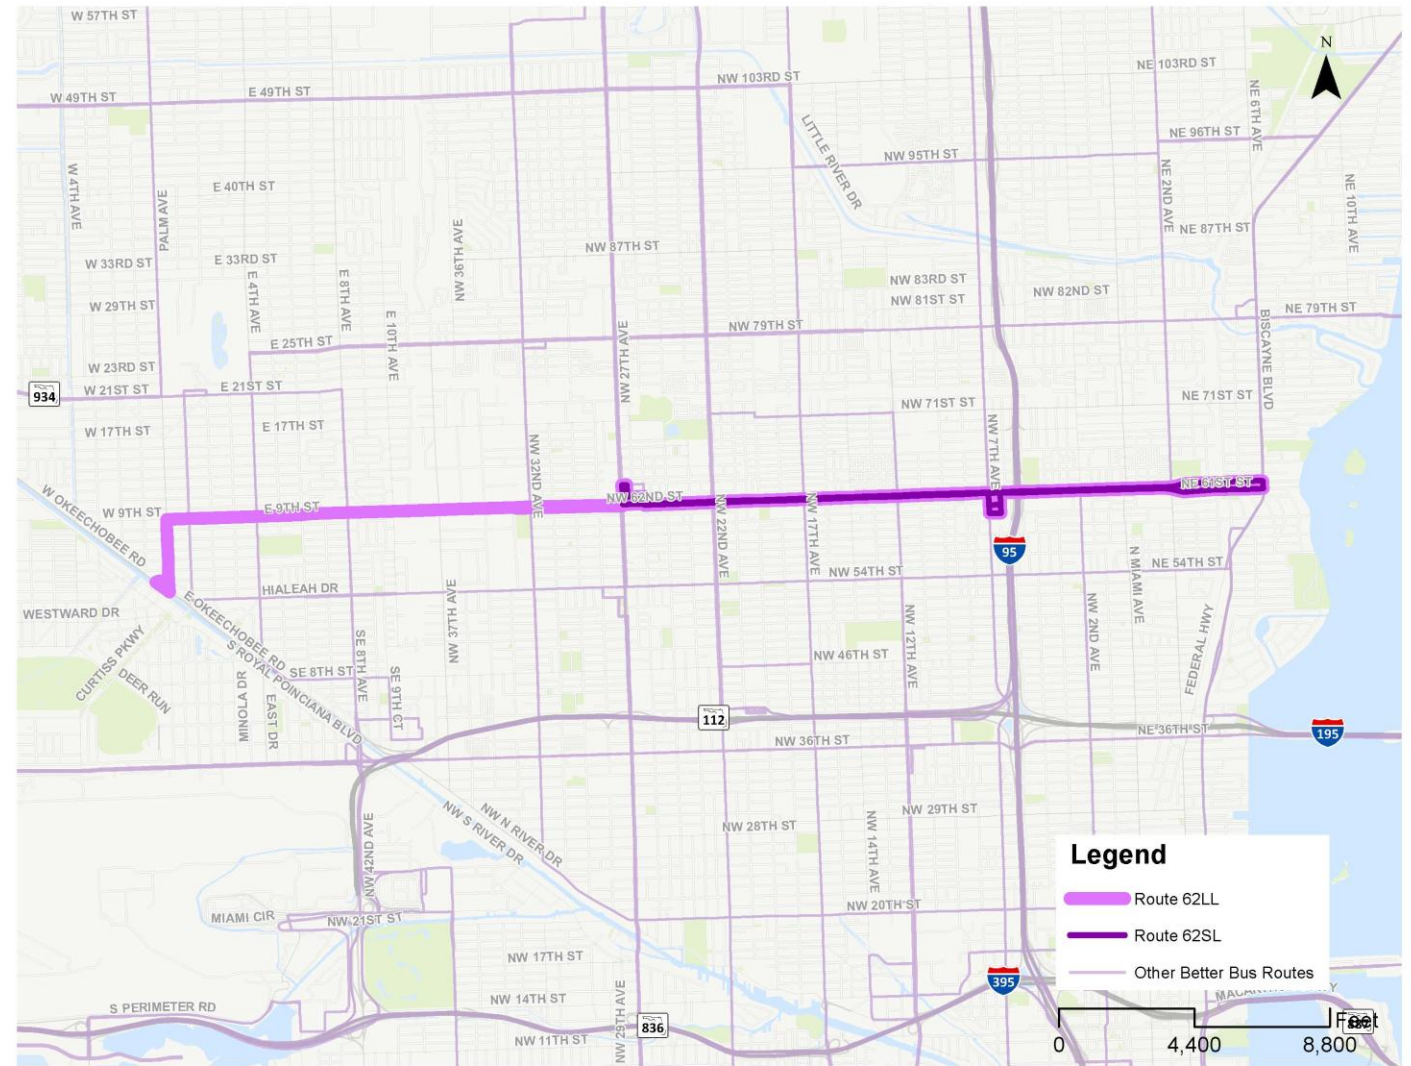 W 57TH ST
N
NE 103RD ST
NW 103RD ST
E 49TH ST
W 49TH ST
NE 6TH AVE
LITTLE RIVER DR
NE 96TH ST
NW 95TH ST
W 4TH AVE
PALM AVE
E 40TH ST
NE 2ND AVE
NE 10TH AVE
NW 36TH AVE
NE 87TH ST
NW 87TH ST
W 33RD ST
E 33RD ST
E 4TH AVE
E 8TH AVE
NW 83RD ST
NW 82ND ST
NW 81ST ST
W 29TH ST
NE 79TH ST
E 10TH AVE
NW 79TH ST
BISCAYNE BLVD
E 25TH ST
NW 27TH AVE
W 23RD ST
934
W 21ST ST
E 21ST ST
NE 71ST ST
NW 71ST ST
W 17TH ST
E 17TH ST
NW 7TH AVE
NW 32ND AVE
W OKEECHOBEE RD
NE 61ST ST
NW 62ND ST
W 9TH ST
E 9TH ST
NW 22ND AVE
NW 17TH AVE
95
N MIAMI AVE
NE 54TH ST
NW 54TH ST
HIALEAH DR
E OKEECHOBEE RD
WESTWARD DR
NW 37TH AVE
NW 2ND AVE
NW 12TH AVE
FEDERAL HWY
CURTISS PKWY
S ROYAL POINCIANA BLVD
SE 8TH AVE
NW 46TH ST
SE 8TH ST
DEER RUN
MINOLA DR
EAST DR
SE 9TH CT
112
NE 36TH ST
195
NW 36TH ST
NW N RIVER DR
NW S RIVER DR
NW 29TH ST
NW 28TH ST
NW 14TH AVE
NW 42ND AVE
Legend
Route 62LL
Route 62SL
Other Better Bus Routes
NW 20TH ST
MIAMI CIR
NW 21ST ST
NW 17TH ST
395
NW 14TH ST
S PERIMETER RD
NW 29TH AVE
836
NW 11TH ST
Feet
0
4,400
8,800